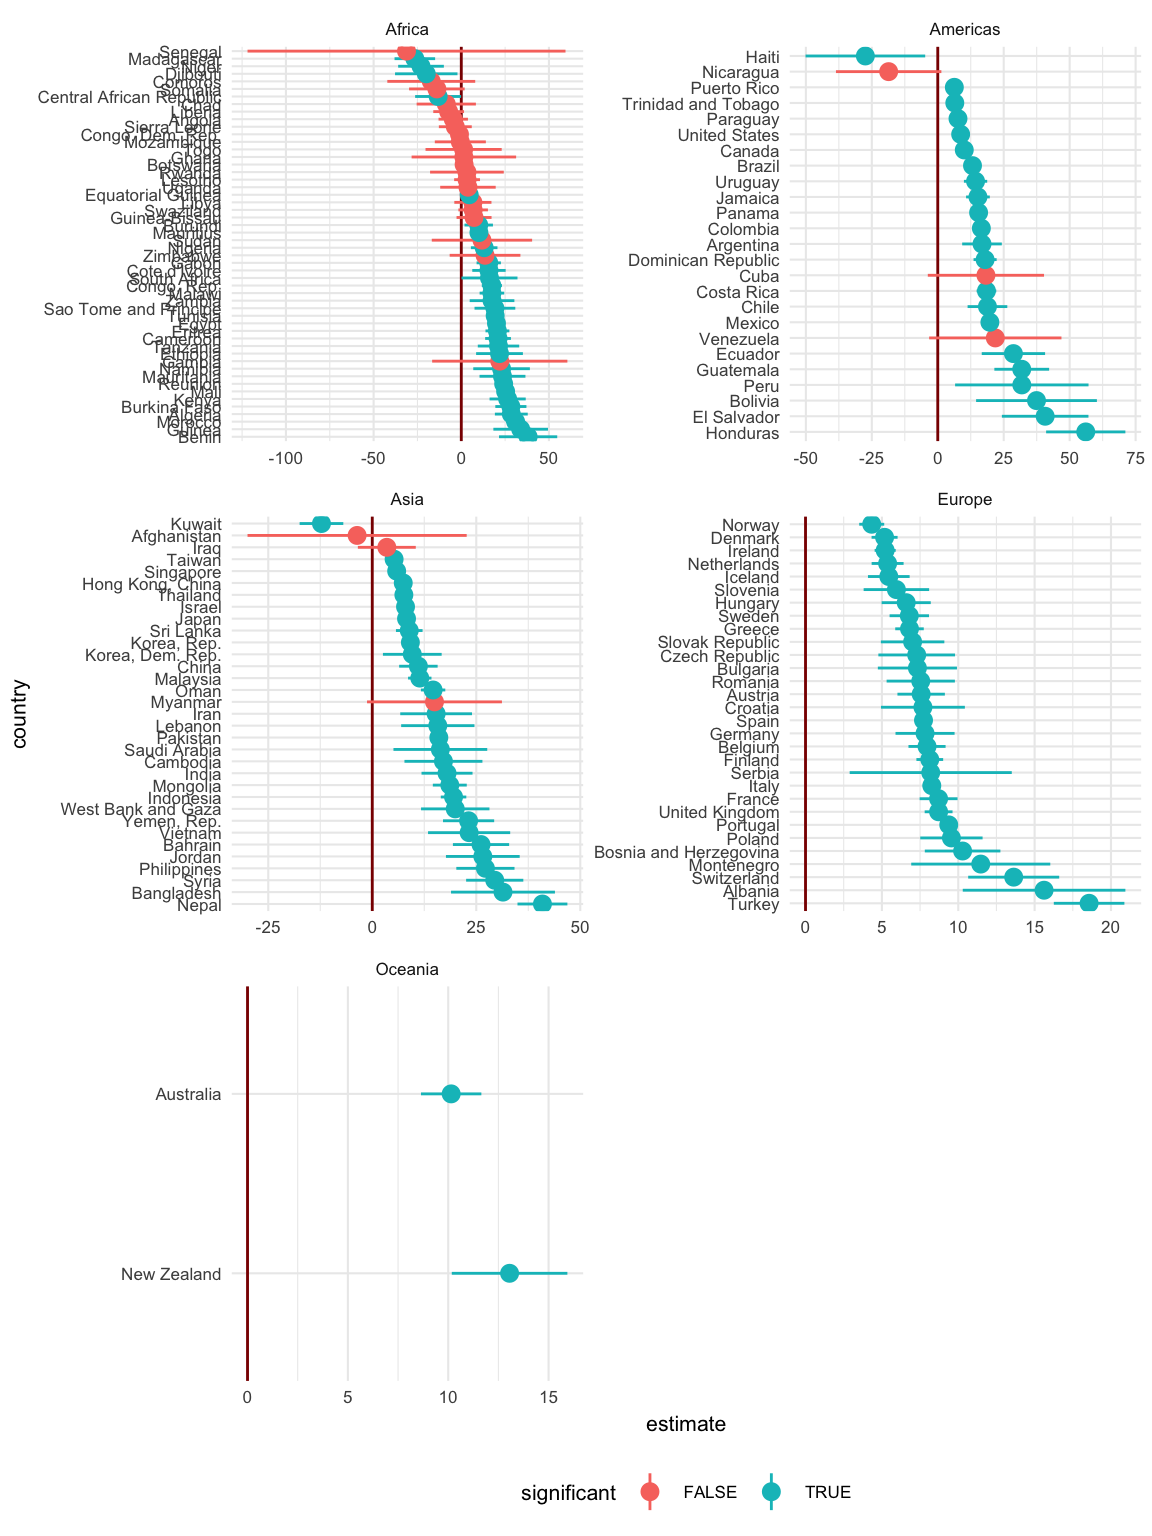 Africa
Senegal
Madagascar
Niger
Djibouti
Comoros
Somalia
Central African Republic
Chad
Liberia
Angola
Sierra Leone
Congo, Dem. Rep.
Mozambique
Togo
Ghana
Botswana
Rwanda
Lesotho
Uganda
Equatorial Guinea
Libya
Swaziland
Guinea-Bissau
Burundi
Mauritius
Sudan
Nigeria
Zimbabwe
Gabon
Cote d'Ivoire
South Africa
Congo, Rep.
Malawi
Zambia
Sao Tome and Principe
Tunisia
Egypt
Eritrea
Cameroon
Tanzania
Ethiopia
Gambia
Namibia
Mauritania
Reunion
Mali
Kenya
Burkina Faso
Algeria
Morocco
Guinea
Benin
-100 -50 0 50
Americas
Haiti
Nicaragua
Puerto Rico
Trinidad and Tobago
Paraguay
United States
Canada
Brazil
Uruguay
Jamaica
Panama
Colombia
Argentina
Dominican Republic
Cuba
Costa Rica
Chile
Mexico
Venezuela
Ecuador
Guatemala
Peru
Bolivia
El Salvador
Honduras
-50 -25 0 25 50 75
Asia
Kuwait
Afghanistan
Iraq
Taiwan
Singapore
Hong Kong, China
Thailand
Israel
Japan
Sri Lanka
Korea, Rep.
Korea, Dem. Rep.
China
Malaysia
Oman
Myanmar
Iran
Lebanon
Pakistan
Saudi Arabia
Cambodia
India
Mongolia
Indonesia
West Bank and Gaza
Yemen, Rep.
Vietnam
Bahrain
Jordan
Philippines
Syria
Bangladesh
Nepal
-25 0 25 50
Europe
Norway
Denmark
Ireland
Netherlands
Iceland
Slovenia
Hungary
Sweden
Greece
Slovak Republic
Czech Republic
Bulgaria
Romania
Austria
Croatia
Spain
Germany
Belgium
Finland
Serbia
Italy
France
United Kingdom
Portugal
Poland
Bosnia and Herzegovina
Montenegro
Switzerland
Albania
Turkey
0 5 10 15 20
Oceania
Australia
New Zealand
0 5 10 15
country
estimate
significant FALSE TRUE